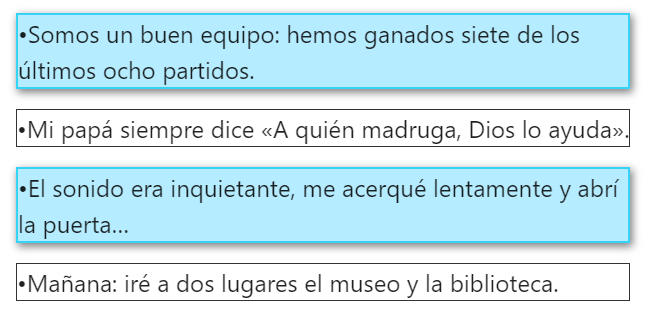 •Somos un buen equipo: hemos ganados siete de los
últimos ocho partidos.
•Mi papá siempre dice «A quién madruga, Dios lo ayuda».
•El sonido era inquietante, me acerqué lentamente y abrí
la puerta...
•Mañana: iré a dos lugares el museo y la biblioteca.